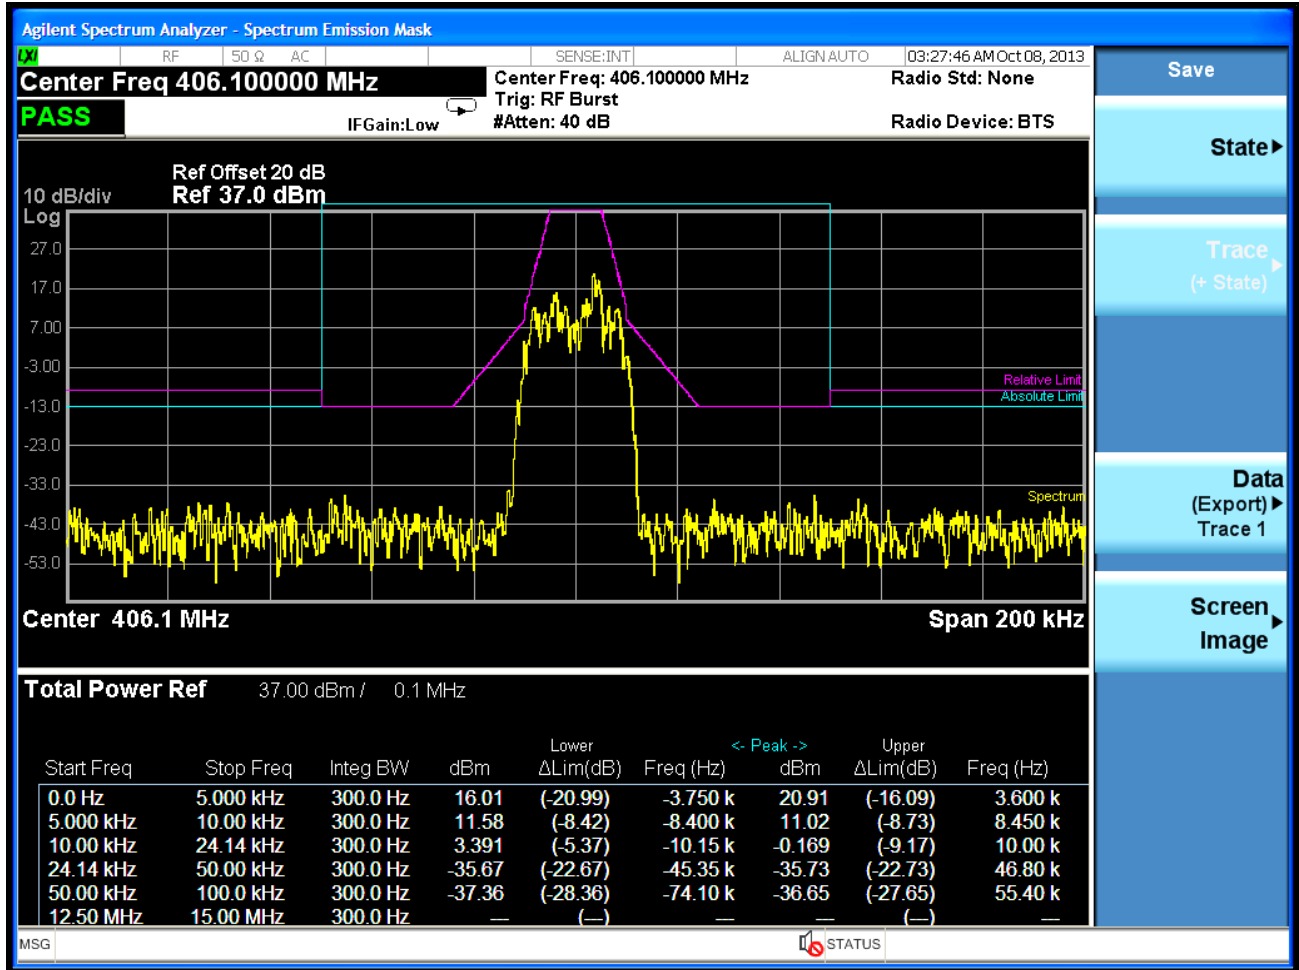 Agilent Spectrum Analyzer - Spectrum Emission Mask
LXI RF 50 Ω AC SENSE:INT ALIGN AUTO 03:27:46 AM Oct 08, 2013
Center Freq 406.100000 MHz
Center Freq: 406.100000 MHz
Radio Std: None
Trig: RF Burst
PASS
IFGain:Low
#Atten: 40 dB
Radio Device: BTS
Ref Offset 20 dB
10 dB/div Ref 37.0 dBm
Log
27.0
17.0
7.00
-3.00
Relative Limit
Absolute Limit
-13.0
-23.0
-33.0
Spectrum
-43.0
-53.0
Center 406.1 MHz Span 200 kHz
Total Power Ref 37.00 dBm / 0.1 MHz
Lower <- Peak -> Upper
Start Freq Stop Freq Integ BW dBm ΔLim(dB) Freq (Hz) dBm ΔLim(dB) Freq (Hz)
0.0 Hz 5.000 kHz 300.0 Hz 16.01 (-20.99) -3.750 k 20.91 (-16.09) 3.600 k
5.000 kHz 10.00 kHz 300.0 Hz 11.58 (-8.42) -8.400 k 11.02 (-8.73) 8.450 k
10.00 kHz 24.14 kHz 300.0 Hz 3.391 (-5.37) -10.15 k -0.169 (-9.17) 10.00 k
24.14 kHz 50.00 kHz 300.0 Hz -35.67 (-22.67) -45.35 k -35.73 (-22.73) 46.80 k
50.00 kHz 100.0 kHz 300.0 Hz -37.36 (-28.36) -74.10 k -36.65 (-27.65) 55.40 k
12.50 MHz 15.00 MHz 300.0 Hz --- (---) --- --- (---) ---
MSG STATUS
Save
State
Trace
(+ State)
Data
(Export)
Trace 1
Screen
Image